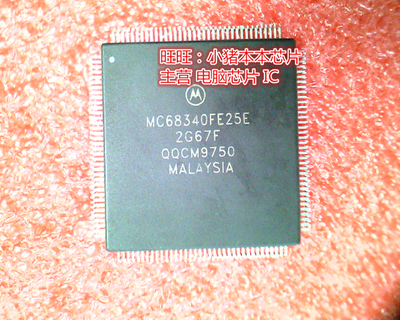 旺旺：小猪本本芯片
主营 电脑芯片 IC
MC68340FE25E
2G67F
QQCM9750
MALAYSIA